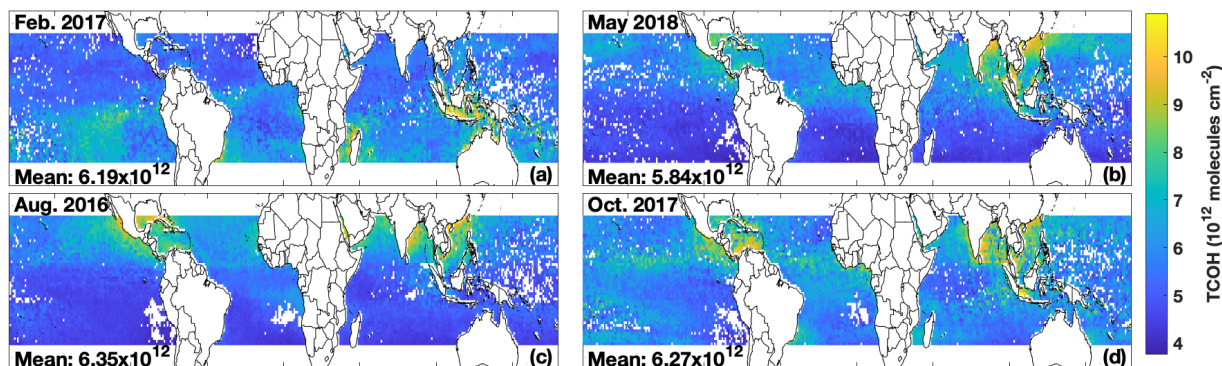 Feb. 2017
Mean: 6.19x10^12
(a)
May 2018
Mean: 5.84x10^12
(b)
Aug. 2016
Mean: 6.35x10^12
(c)
Oct. 2017
Mean: 6.27x10^12
(d)
10
9
8
7
6
5
4
TCOH (10^12 molecules cm^−2)